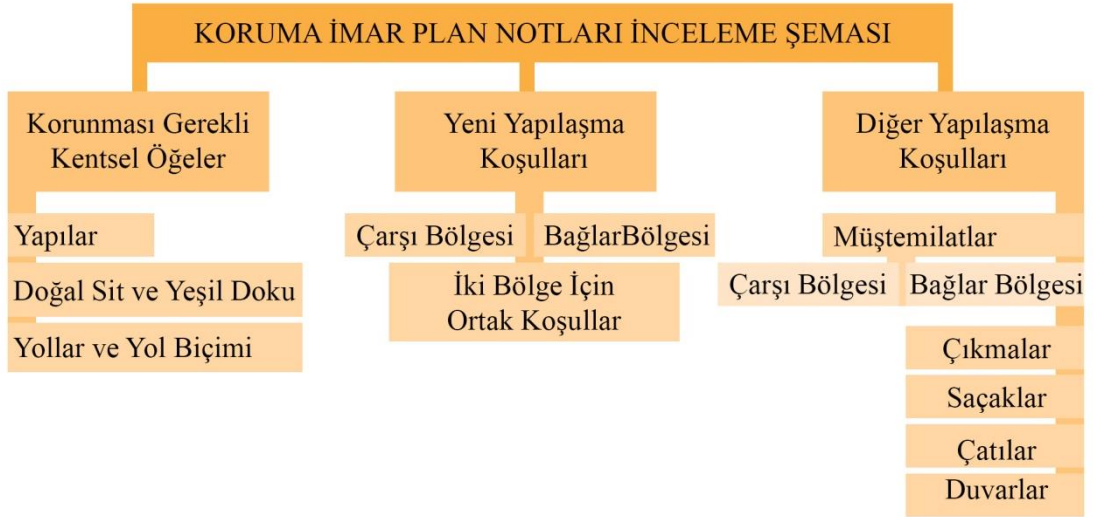 KORUMA İMAR PLAN NOTLARI İNCELEME ŞEMASI
Korunması Gerekli
Kentsel Öğeler
Yapılar
Doğal Sit ve Yeşil Doku
Yollar ve Yol Biçimi
Yeni Yapılaşma
Koşulları
Çarşı Bölgesi
BağlarBölgesi
İki Bölge İçin
Ortak Koşullar
Diğer Yapılaşma
Koşulları
Müştemilatlar
Çarşı Bölgesi
Bağlar Bölgesi
Çıkmalar
Saçaklar
Çatılar
Duvarlar